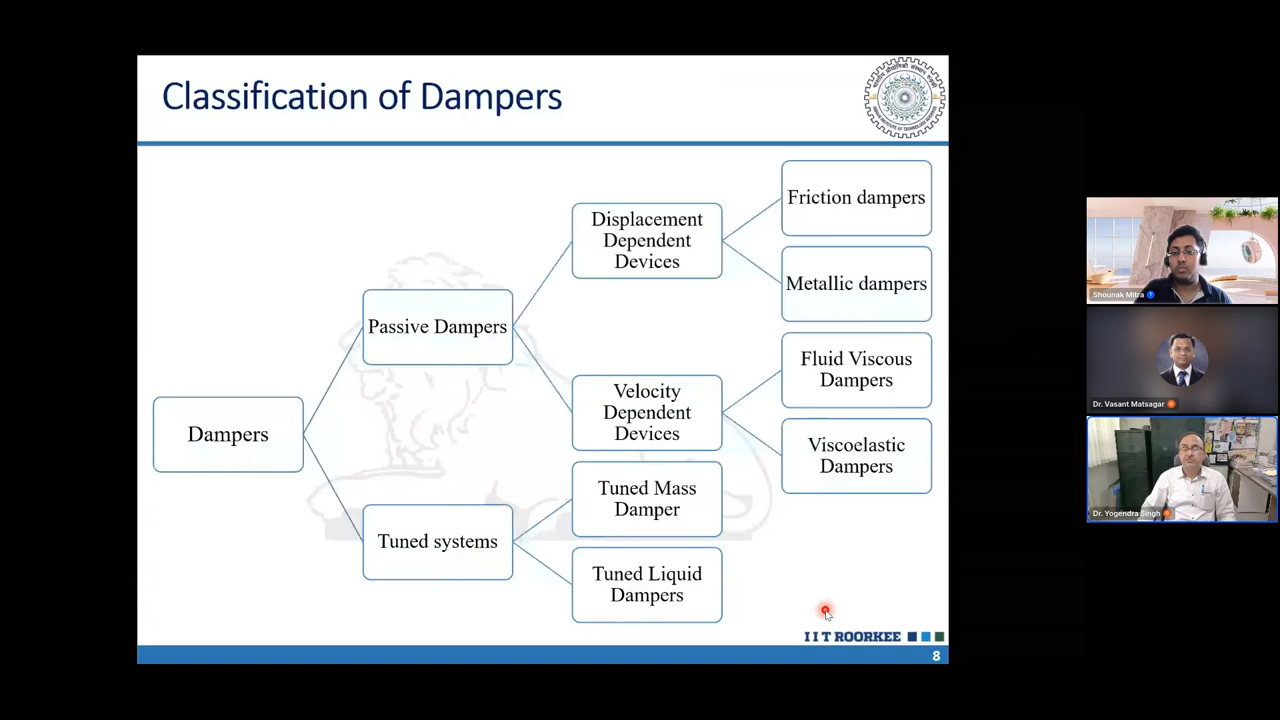 Classification of Dampers
Friction dampers
Displacement
Dependent
Devices
Metallic dampers
Passive Dampers
Fluid Viscous
Dampers
Velocity
Dependent
Devices
Viscoelastic
Dampers
Dampers
Tuned Mass
Damper
Tuned systems
Tuned Liquid
Dampers
IIT ROORKEE
8
Shounak Mitra
Dr. Vasant Matsagar
Dr. Yogendra Singh